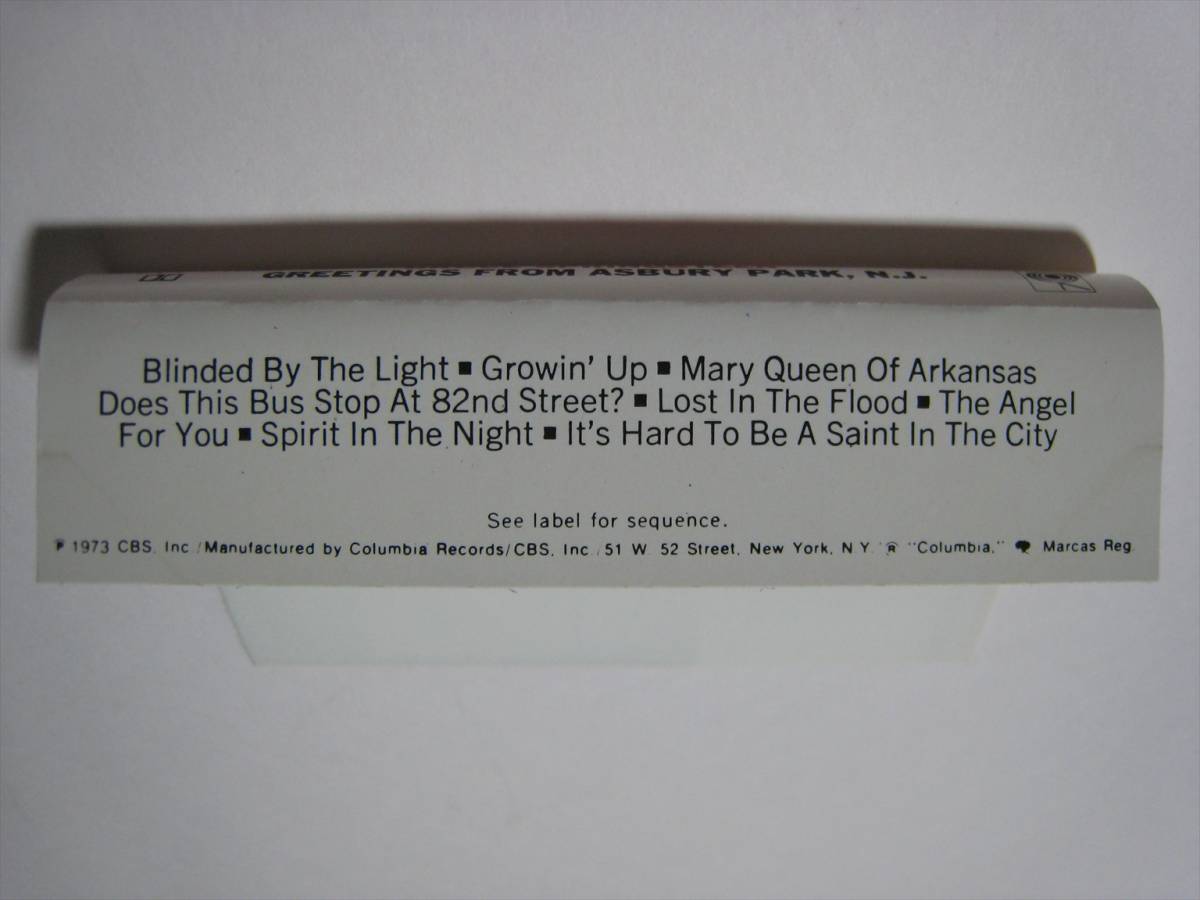 GREETINGS FROM ASBURY PARK, N.J.
Blinded By The Light ■ Growin' Up ■ Mary Queen Of Arkansas
Does This Bus Stop At 82nd Street? ■ Lost In The Flood ■ The Angel
For You ■ Spirit In The Night ■ It's Hard To Be A Saint In The City
See label for sequence.
℗ 1973 CBS, Inc./Manufactured by Columbia Records/CBS, Inc./51 W. 52 Street, New York, N.Y. ® "Columbia," Marcas Reg.